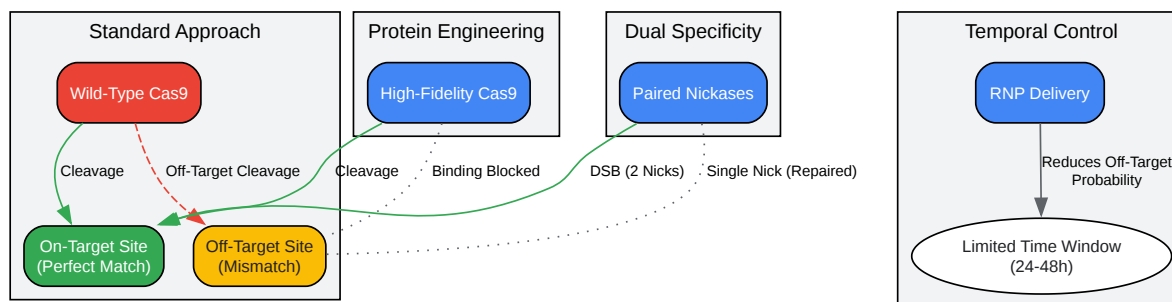 Standard Approach
Protein Engineering
Dual Specificity
Temporal Control
Wild-Type Cas9
High-Fidelity Cas9
Paired Nickases
RNP Delivery
Cleavage
Off-Target Cleavage
Cleavage
Binding Blocked
DSB (2 Nicks)
Single Nick (Repaired)
Reduces Off-Target
Probability
On-Target Site
(Perfect Match)
Off-Target Site
(Mismatch)
Limited Time Window
(24-48h)